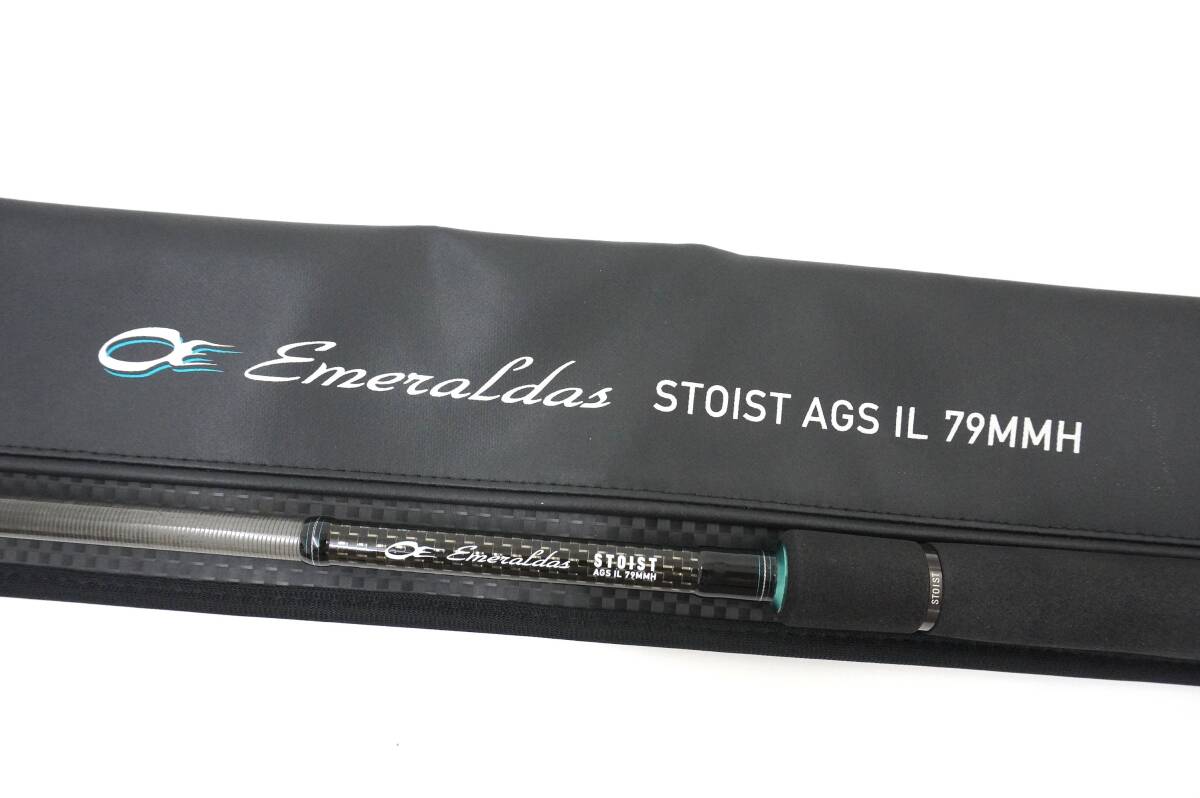 Emeraldas STOIST AGS IL 79MMH
Emeraldas STOIST
AGS IL 79MMH
STOIST